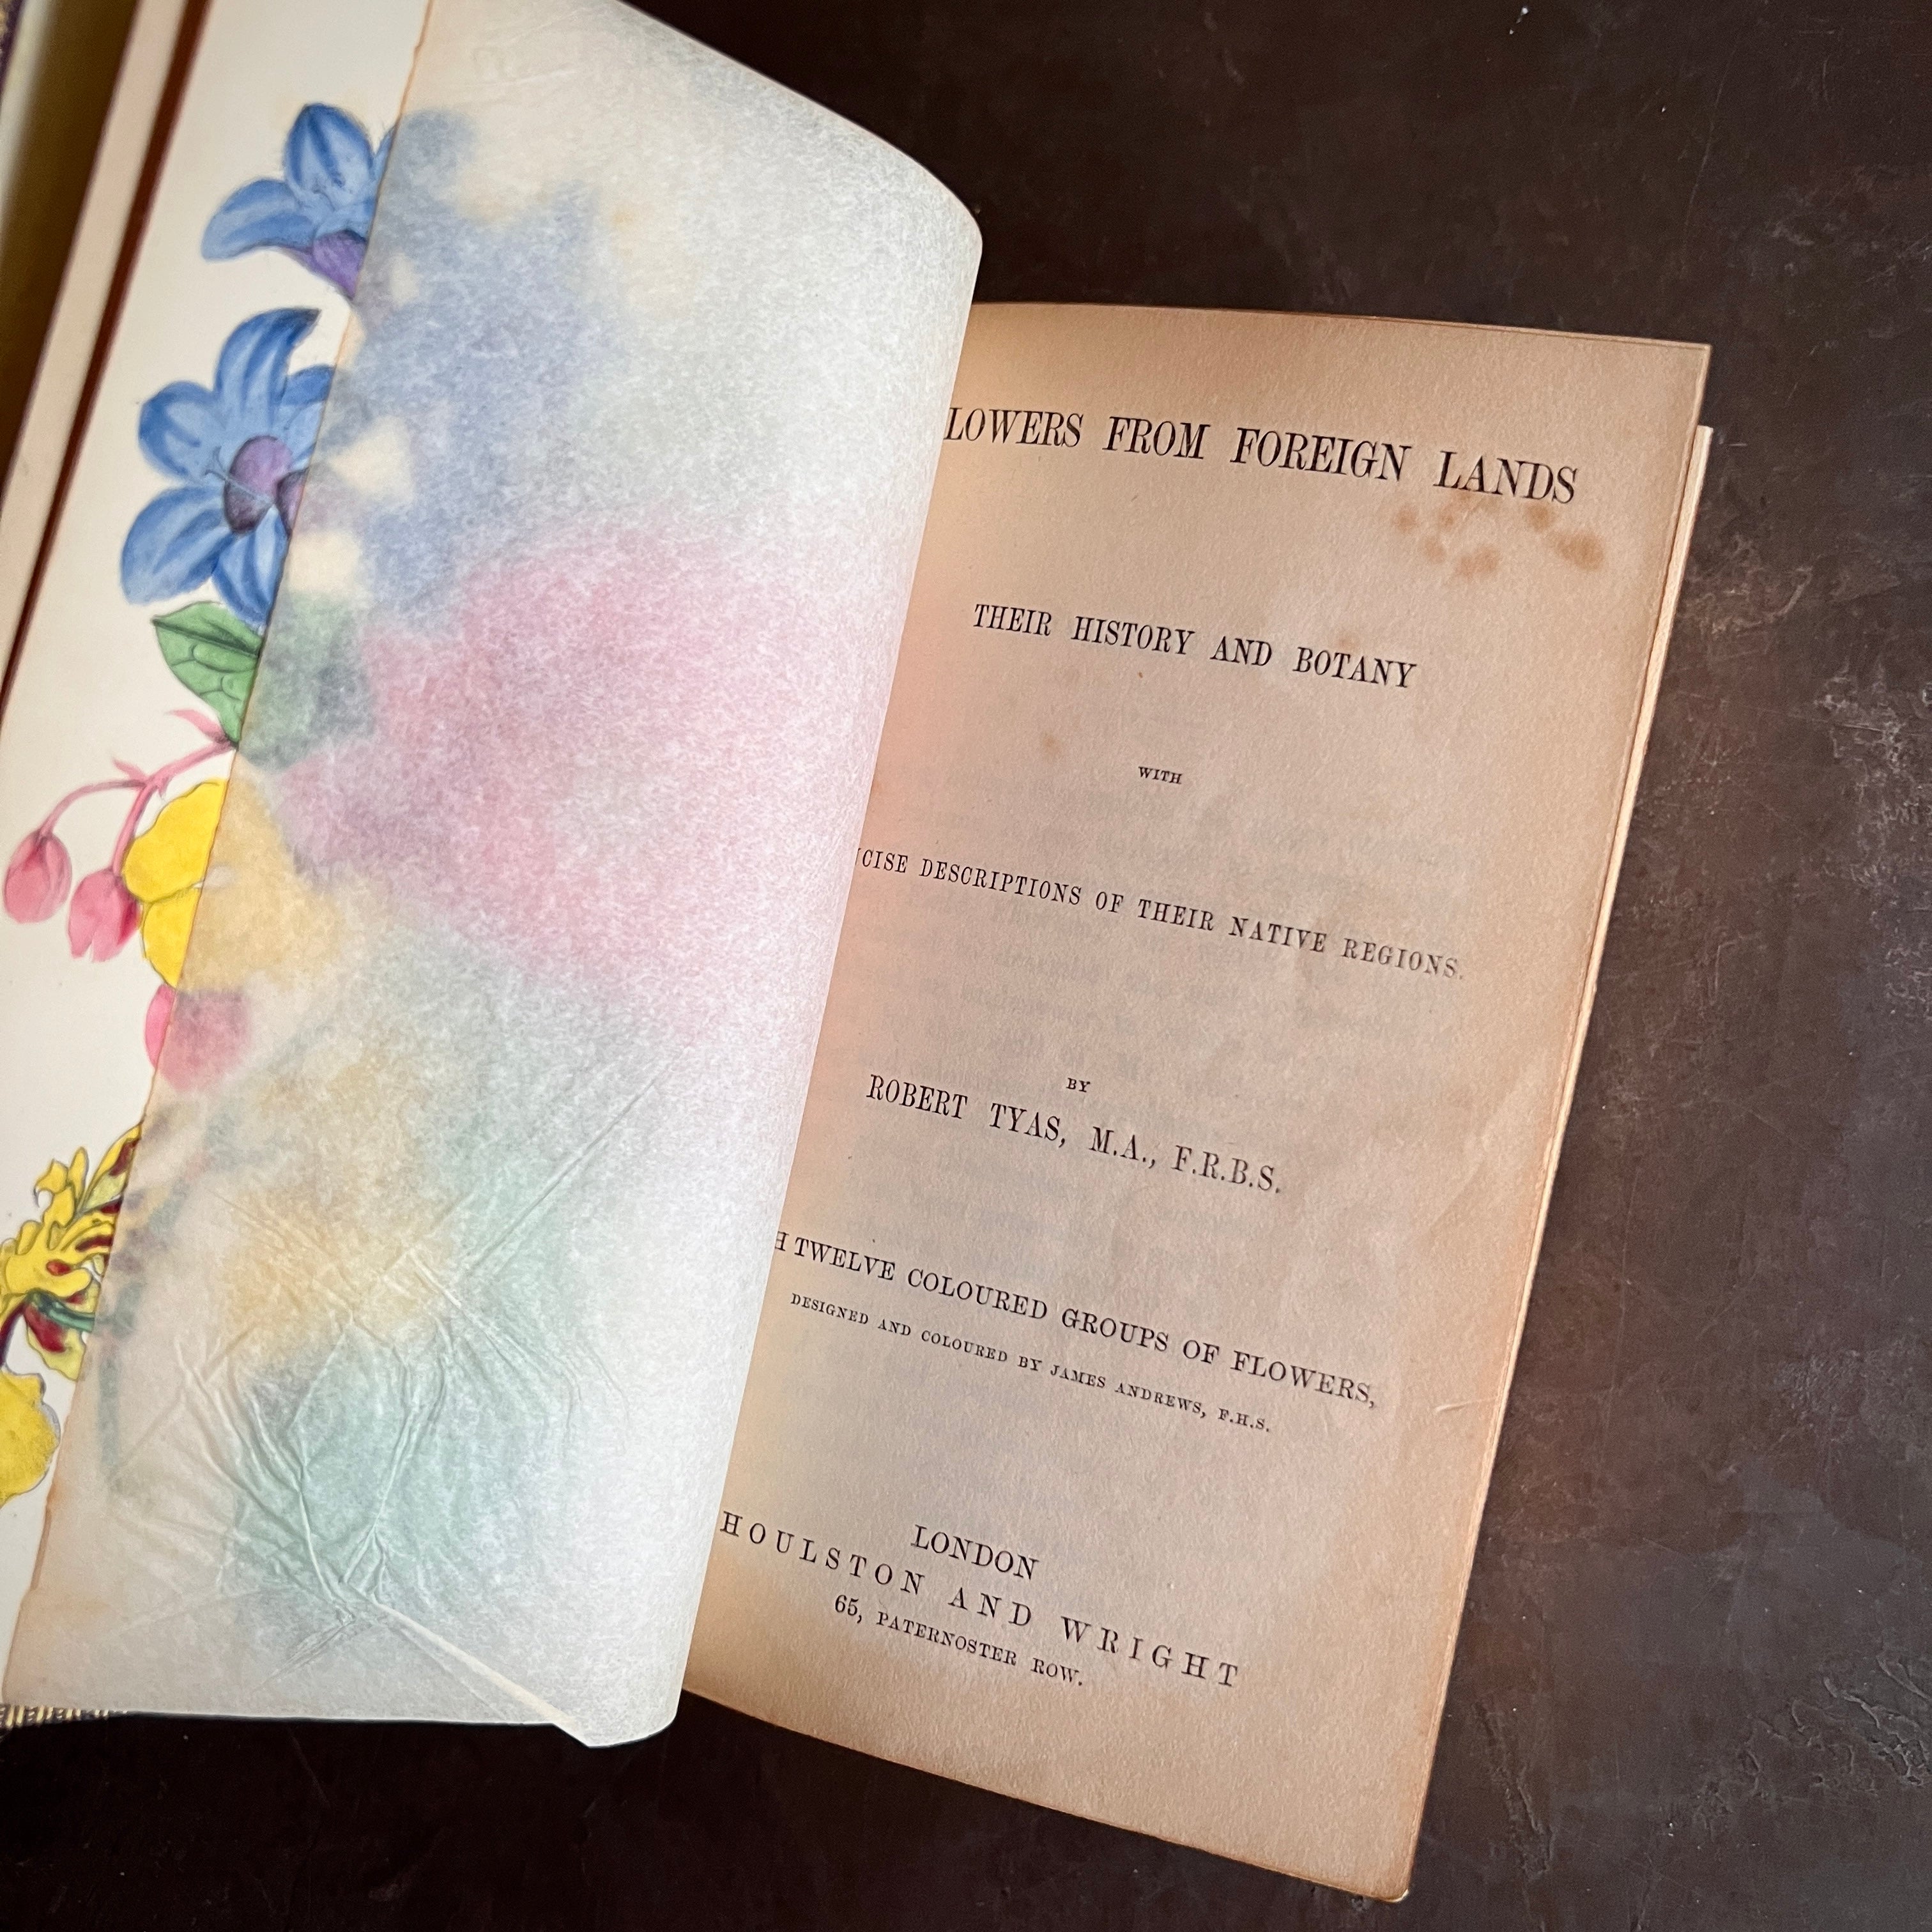 LOWERS FROM FOREIGN LANDS
THEIR HISTORY AND BOTANY
WITH
CISE DESCRIPTIONS OF THEIR NATIVE REGIONS.
BY
ROBERT TYAS, M.A., F.R.B.S.
H TWELVE COLOURED GROUPS OF FLOWERS,
DESIGNED AND COLOURED BY JAMES ANDREWS, F.H.S.
LONDON
HOULSTON AND WRIGHT
65, PATERNOSTER ROW.